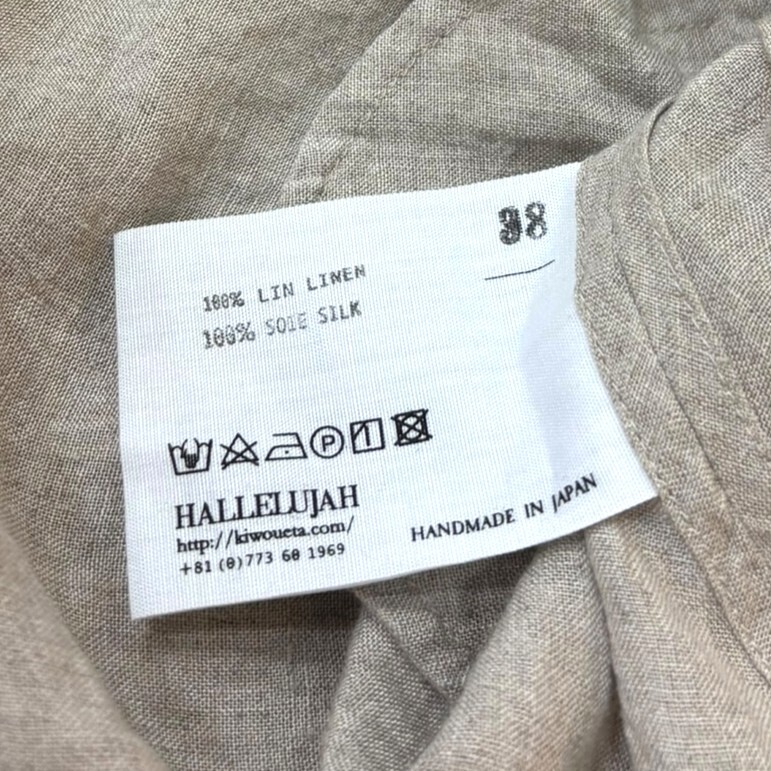 38
100% LIN LINEN
100% SOIE SILK
HALLELUJAH
http://kiwoueta.com/
+81 (0)773 60 1969
HANDMADE IN JAPAN